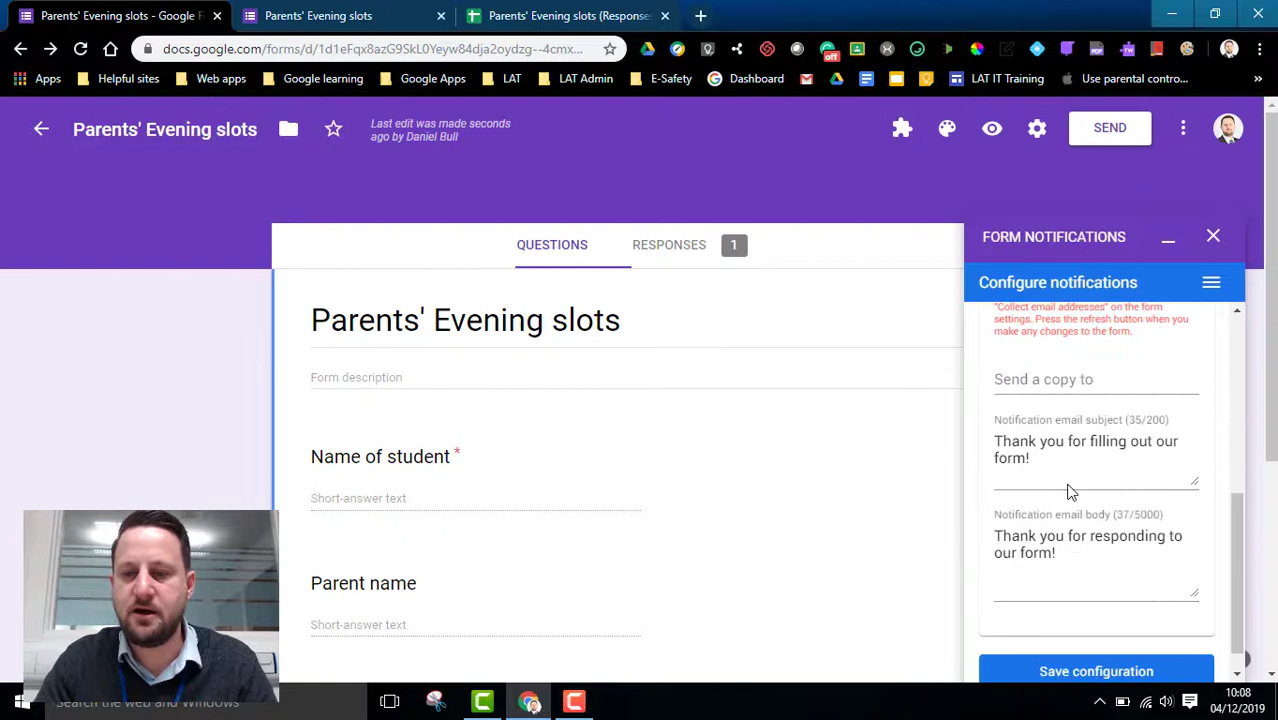 Parents' Evening slots - Google F
Parents' Evening slots
Parents' Evening slots (Response
docs.google.com/forms/d/1d1eFqx8azG9SkL0Yeyw84dja2oydzg--4cmx...
off
Apps
Helpful sites
Web apps
Google learning
Google Apps
LAT
LAT Admin
E-Safety
Dashboard
LAT IT Training
Use parental contro...
»
Parents' Evening slots
Last edit was made seconds
ago by Daniel Bull
SEND
QUESTIONS
RESPONSES
1
FORM NOTIFICATIONS
Configure notifications
"Collect email addresses" on the form
settings. Press the refresh button when you
make any changes to the form.
Parents' Evening slots
Form description
Send a copy to
Notification email subject (35/200)
Thank you for filling out our
form!
Name of student *
Short-answer text
Notification email body (37/5000)
Thank you for responding to
our form!
Parent name
Short-answer text
Save configuration
Search the web and Windows
10:08
04/12/2019